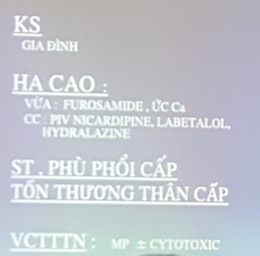 KS
GIA ĐÌNH
HA CAO :
VỪA : FUROSAMIDE , ỨC Ca
CC : PIV NICARDIPINE, LABETALOL,
HYDRALAZINE
ST , PHÙ PHỔI CẤP
TỔN THƯƠNG THẬN CẤP
VCTTTN : MP ± CYTOTOXIC